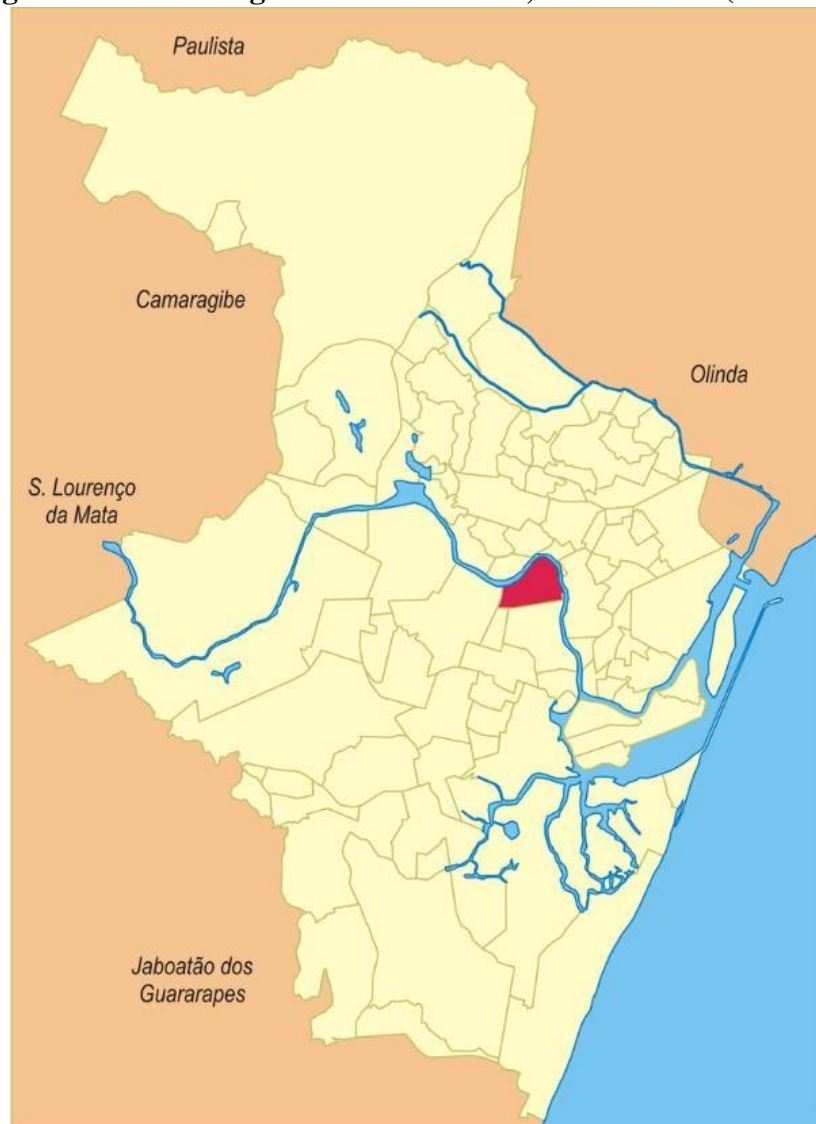 Paulista
Camaragibe
Olinda
S. Lourenço
da Mata
Jaboatão dos
Guararapes